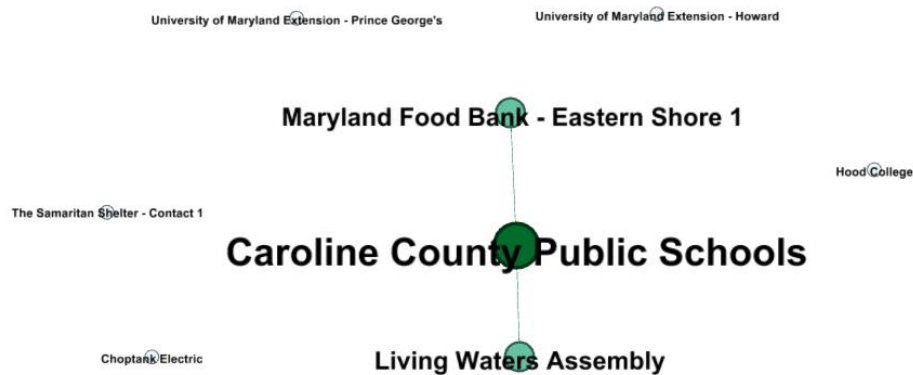 University of Maryland Extension - Prince George's
University of Maryland Extension - Howard
Maryland Food Bank - Eastern Shore 1
Hood College
The Samaritan Shelter - Contact 1
Caroline County Public Schools
Choptank Electric
Living Waters Assembly